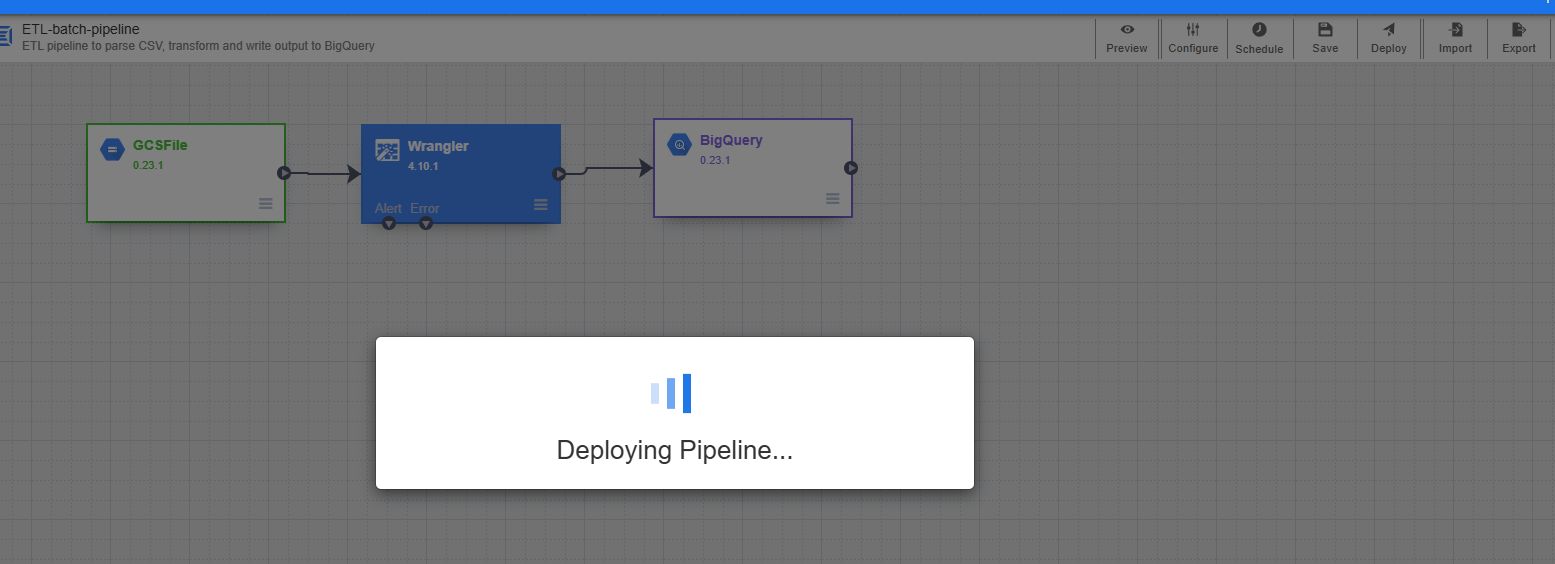 ETL-batch-pipeline
ETL pipeline to parse CSV, transform and write output to BigQuery
Preview
Configure
Schedule
Save
Deploy
Import
Export
GCSFile
0.23.1
Wrangler
4.10.1
Alert Error
BigQuery
0.23.1
Deploying Pipeline...